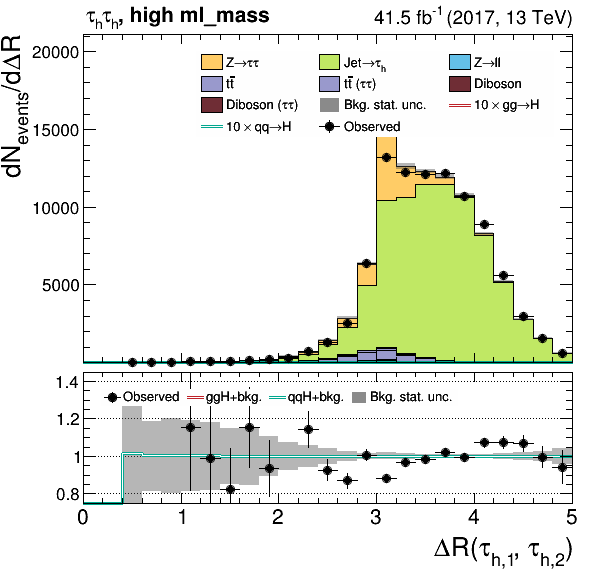 τhτh, high ml_mass 41.5 fb⁻¹ (2017, 13 TeV)
dNevents/dΔR
20000
15000
10000
5000
Z→ττ Jet→τh Z→ll
tt̄ tt̄ (ττ) Diboson
Diboson (ττ) Bkg. stat. unc. 10 × gg→H
10 × qq→H Observed
1.4
1.2
1
0.8
Observed ggH+bkg. qqH+bkg. Bkg. stat. unc.
0 1 2 3 4 5
ΔR(τh,1, τh,2)